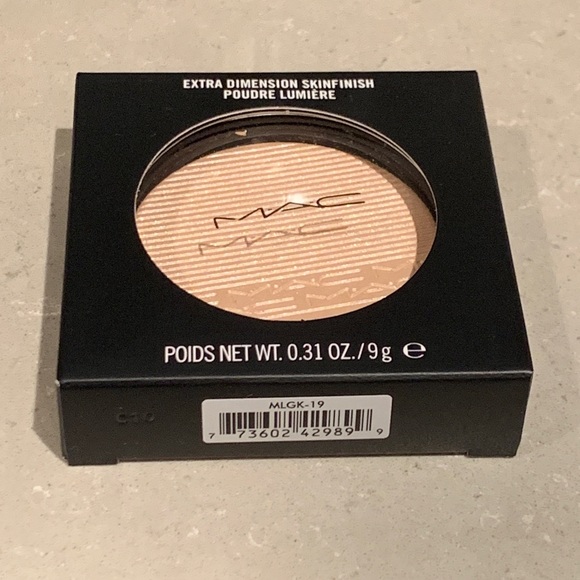 EXTRA DIMENSION SKINFINISH
POUDRE LUMIÈRE
MAC
MAC
POIDS NET WT. 0.31 OZ./9g ℮
MLGK-19
7 73602 42989 9